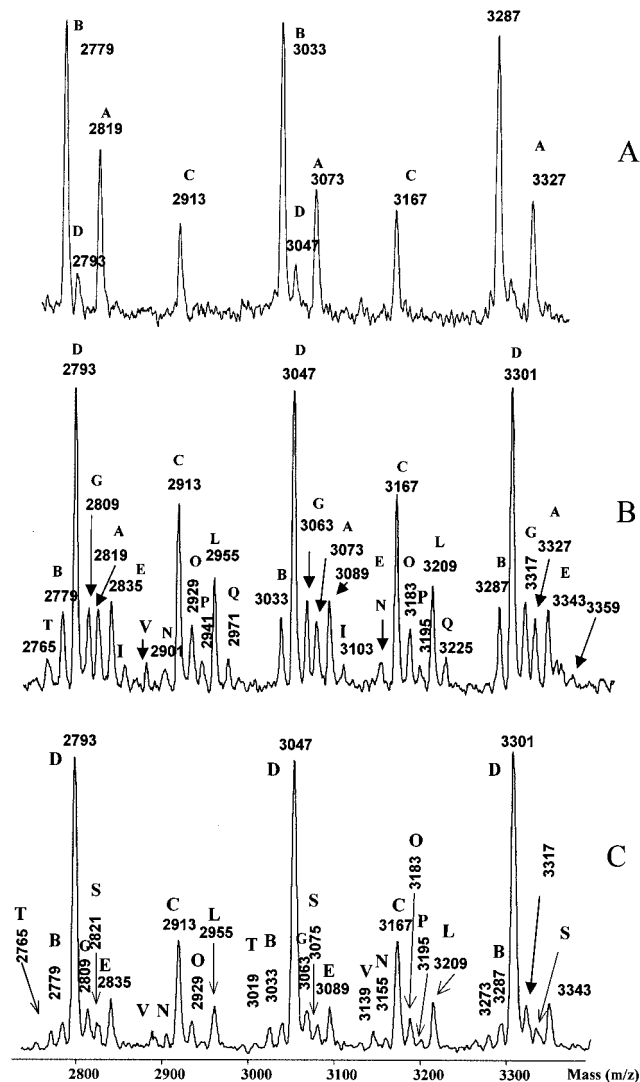 B
2779
A
2819
D
2793
C
2913
B
3033
A
3073
D
3047
C
3167
3287
A
3327
A
D
2793
G
2809
A
2819
E
2835
B
2779
T
2765
I
V
N
2901
C
2913
O
2929
P
2941
L
2955
Q
2971
D
3047
G
3063
A
3073
E
3089
B
3033
I
3103
N
C
3167
O
3183
P
3195
L
3209
Q
3225
D
3301
B
3287
G
3317
A
3327
E
3343
3359
B
2793
D
T
2765
B
2779
G
2809
S
2821
E
2835
V
N
C
2913
O
2929
L
2955
3047
D
T
3019
B
3033
G
3063
S
3075
E
3089
V
3139
N
3155
C
3167
O
3183
P
3195
L
3209
3301
D
3273
B
3287
3317
S
3343
C
2800 2900 3000 3100 3200 3300 Mass (m/z)